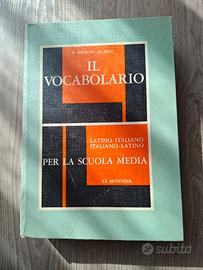 IL
VOCABOLARIO
LATINO-ITALIANO
ITALIANO-LATINO
PER LA SCUOLA MEDIA
LE MONNIER
subito